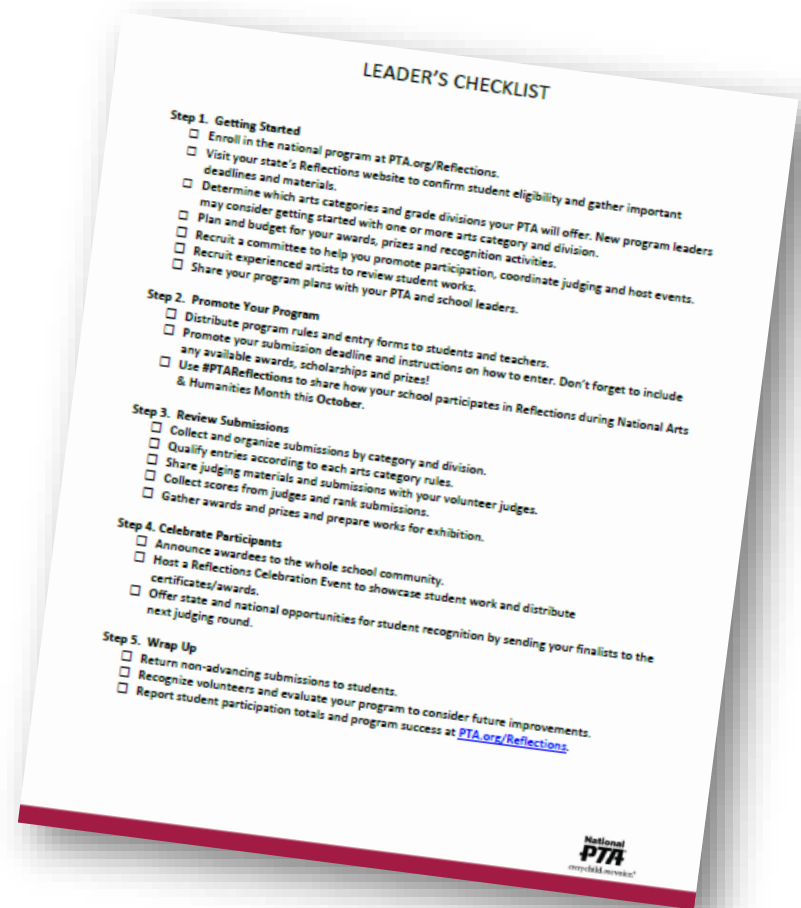 LEADER'S CHECKLIST
Step 1. Getting Started
☐ Enroll in the national program at PTA.org/Reflections.
☐ Visit your state's Reflections website to confirm student eligibility and gather important
deadlines and materials.
☐ Determine which arts categories and grade divisions your PTA will offer. New program leaders
may consider getting started with one or more arts category and division.
☐ Plan and budget for your awards, prizes and recognition activities.
☐ Recruit a committee to help you promote participation, coordinate judging and host events.
☐ Recruit experienced artists to review student works.
☐ Share your program plans with your PTA and school leaders.
Step 2. Promote Your Program
☐ Distribute program rules and entry forms to students and teachers.
☐ Promote your submission deadline and instructions on how to enter. Don't forget to include
any available awards, scholarships and prizes!
☐ Use #PTAReflections to share how your school participates in Reflections during National Arts
& Humanities Month this October.
Step 3. Review Submissions
☐ Collect and organize submissions by category and division.
☐ Qualify entries according to each arts category rules.
☐ Share judging materials and submissions with your volunteer judges.
☐ Collect scores from judges and rank submissions.
☐ Gather awards and prizes and prepare works for exhibition.
Step 4. Celebrate Participants
☐ Announce awardees to the whole school community.
☐ Host a Reflections Celebration Event to showcase student work and distribute
certificates/awards.
☐ Offer state and national opportunities for student recognition by sending your finalists to the
next judging round.
Step 5. Wrap Up
☐ Return non-advancing submissions to students.
☐ Recognize volunteers and evaluate your program to consider future improvements.
☐ Report student participation totals and program success at PTA.org/Reflections.
National
PTA
everychild.onevoice.®